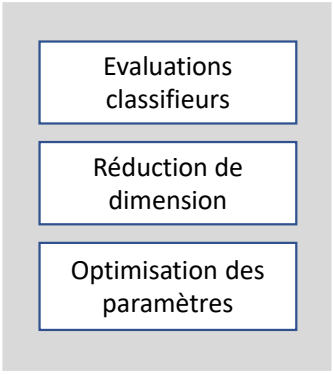 Evaluations
classifieurs
Réduction de
dimension
Optimisation des
paramètres